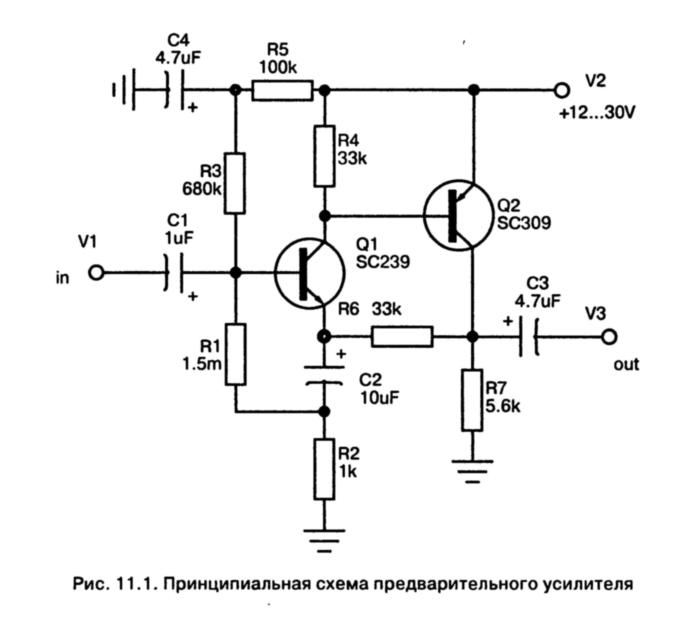 C4
4.7uF
R5
100k
V2
+12...30V
R4
33k
R3
680k
Q2
SC309
C1
1uF
V1
in
Q1
SC239
R6 33k
C3
4.7uF
V3
out
R1
1.5m
C2
10uF
R7
5.6k
R2
1k
+
+
+
+
Рис. 11.1. Принципиальная схема предварительного усилителя